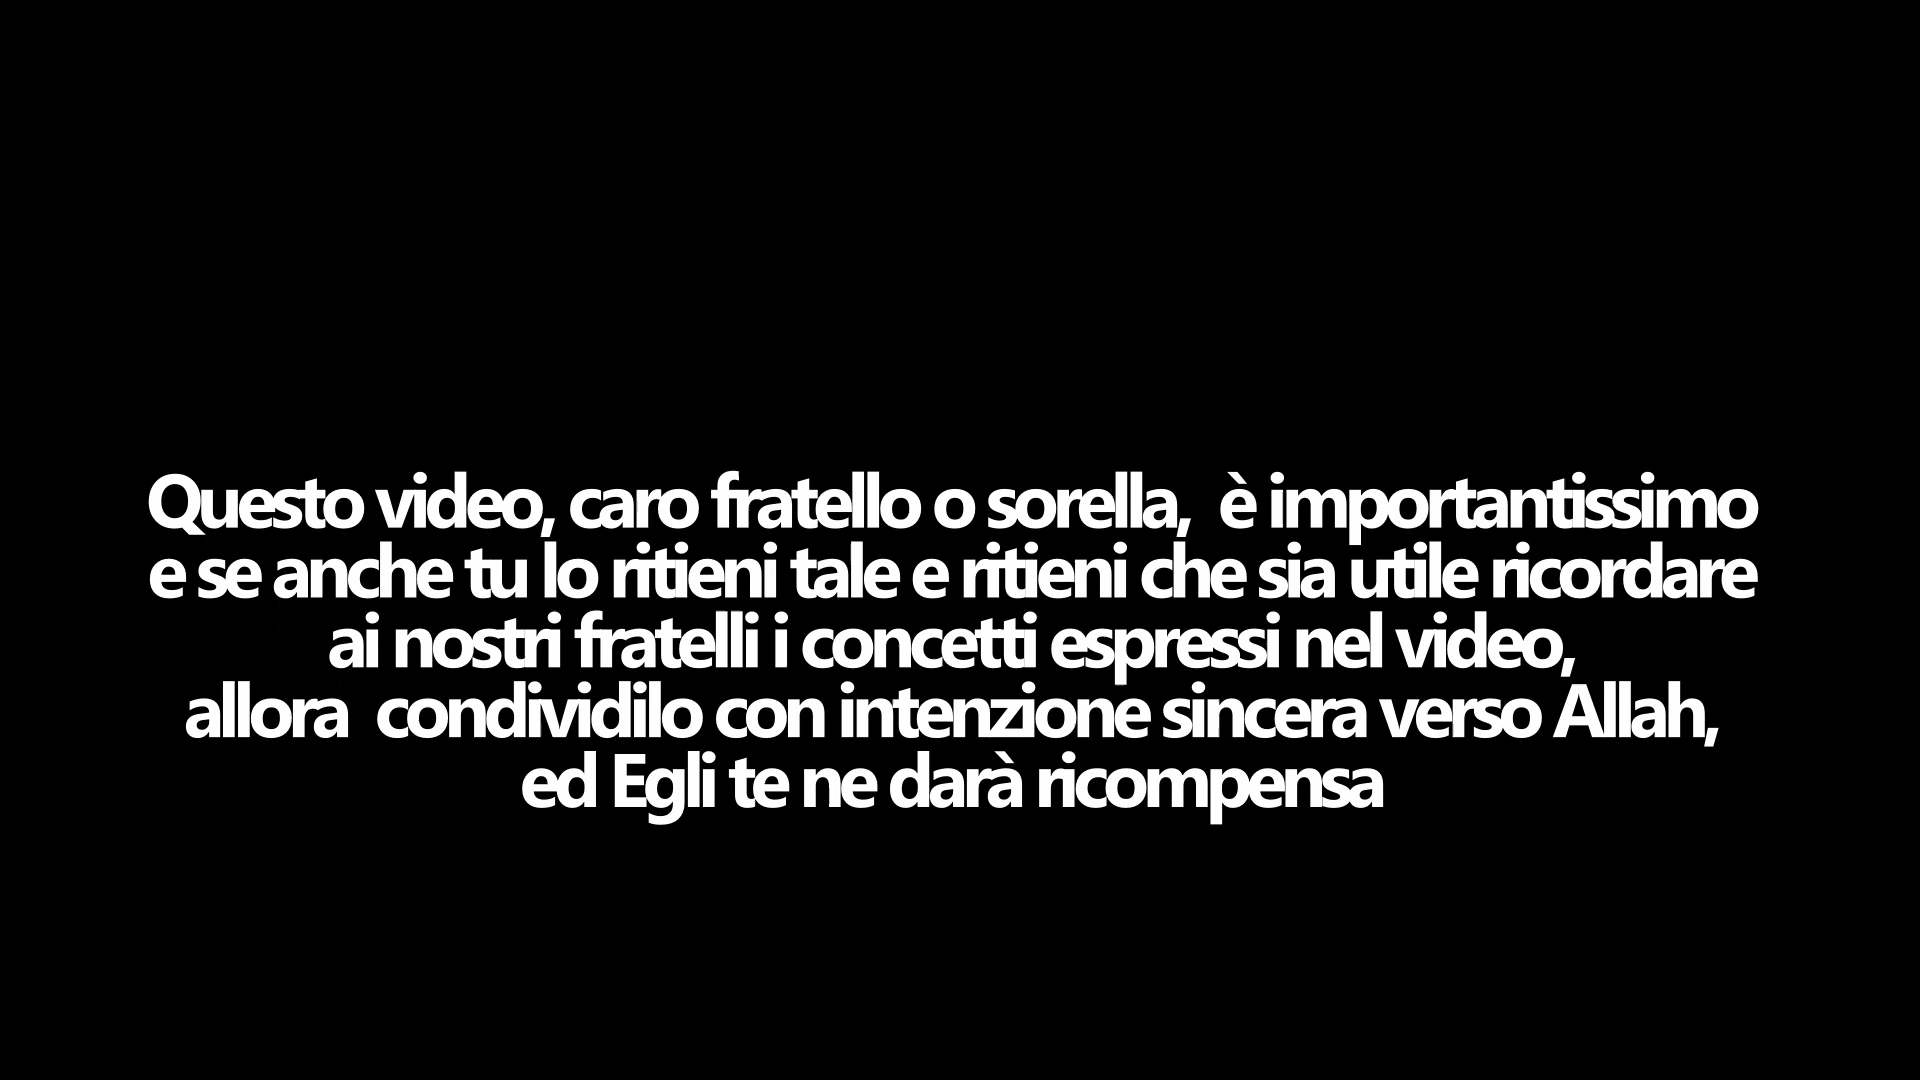 Questo video, caro fratello o sorella, è importantissimo
e se anche tu lo ritieni tale e ritieni che sia utile ricordare
ai nostri fratelli i concetti espressi nel video,
allora condividilo con intenzione sincera verso Allah,
ed Egli te ne darà ricompensa